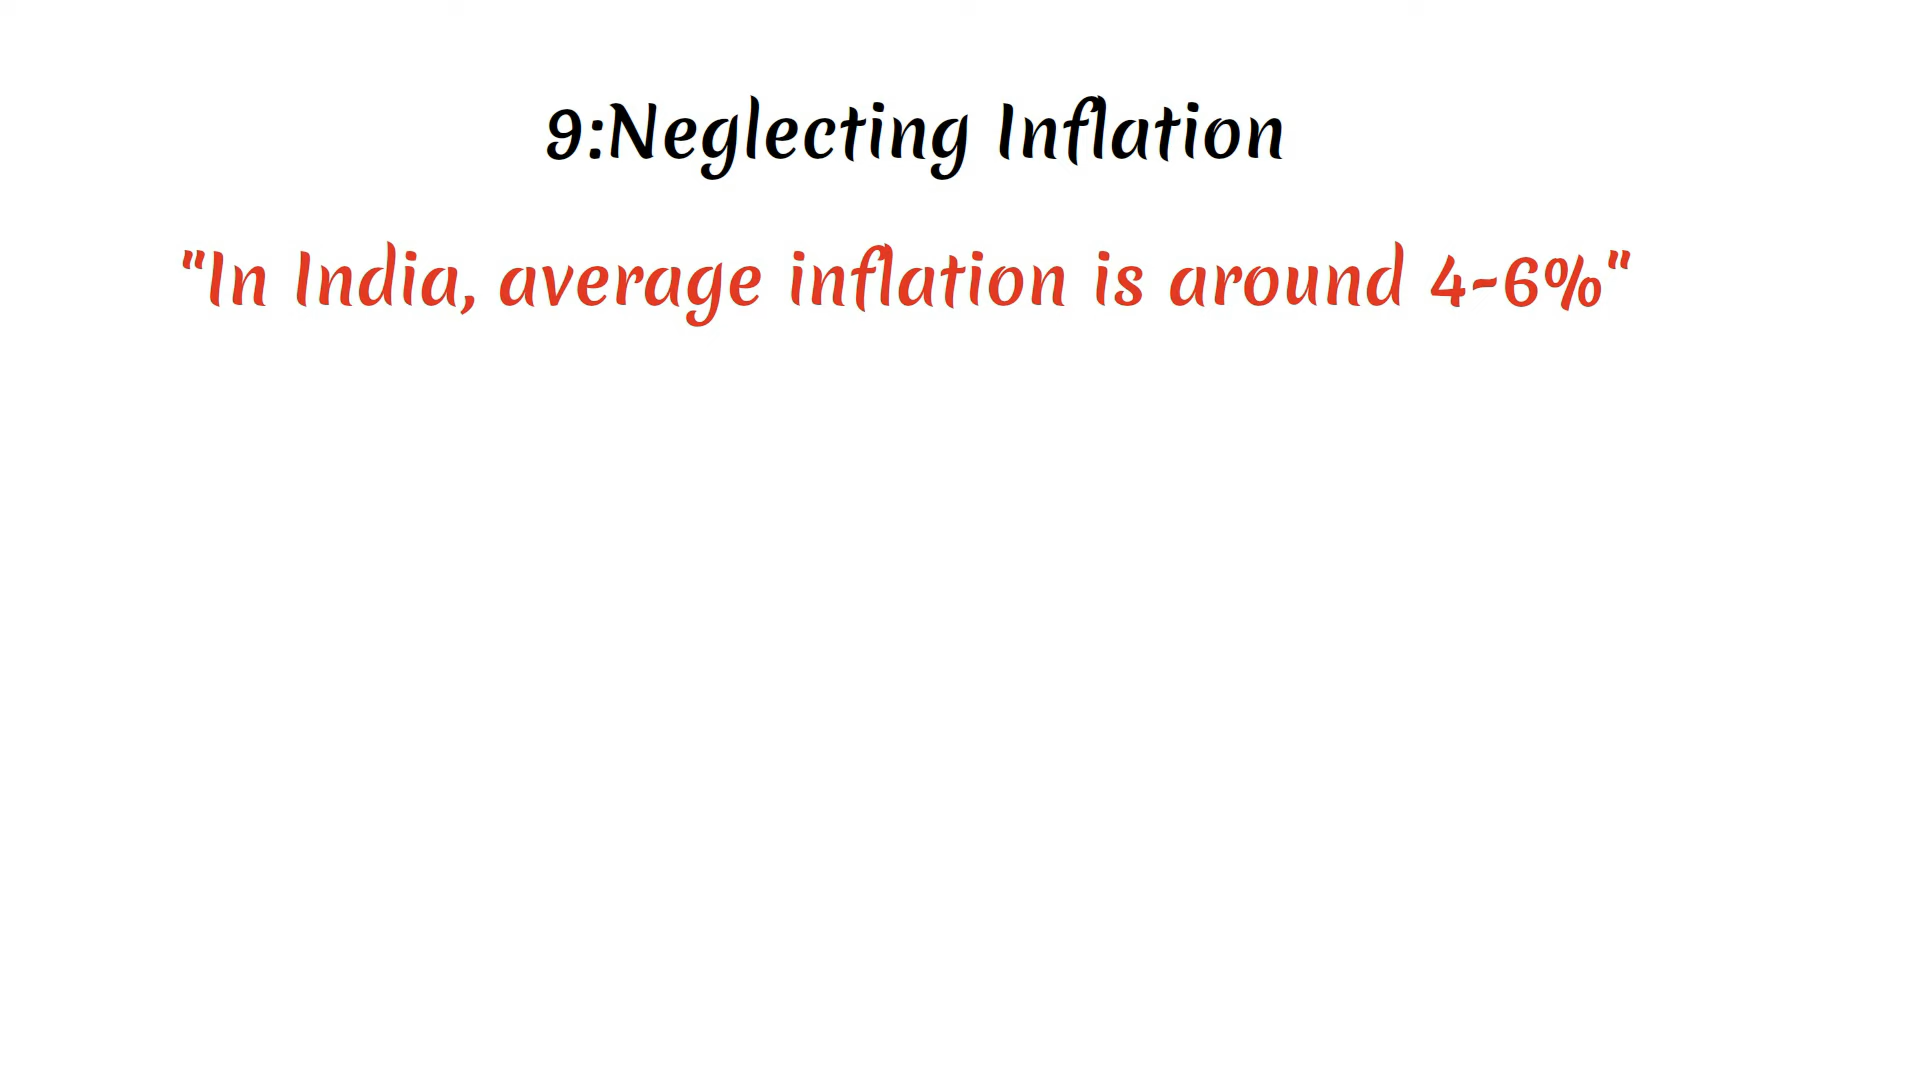 9:Neglecting Inflation
"In India, average inflation is around 4-6%"